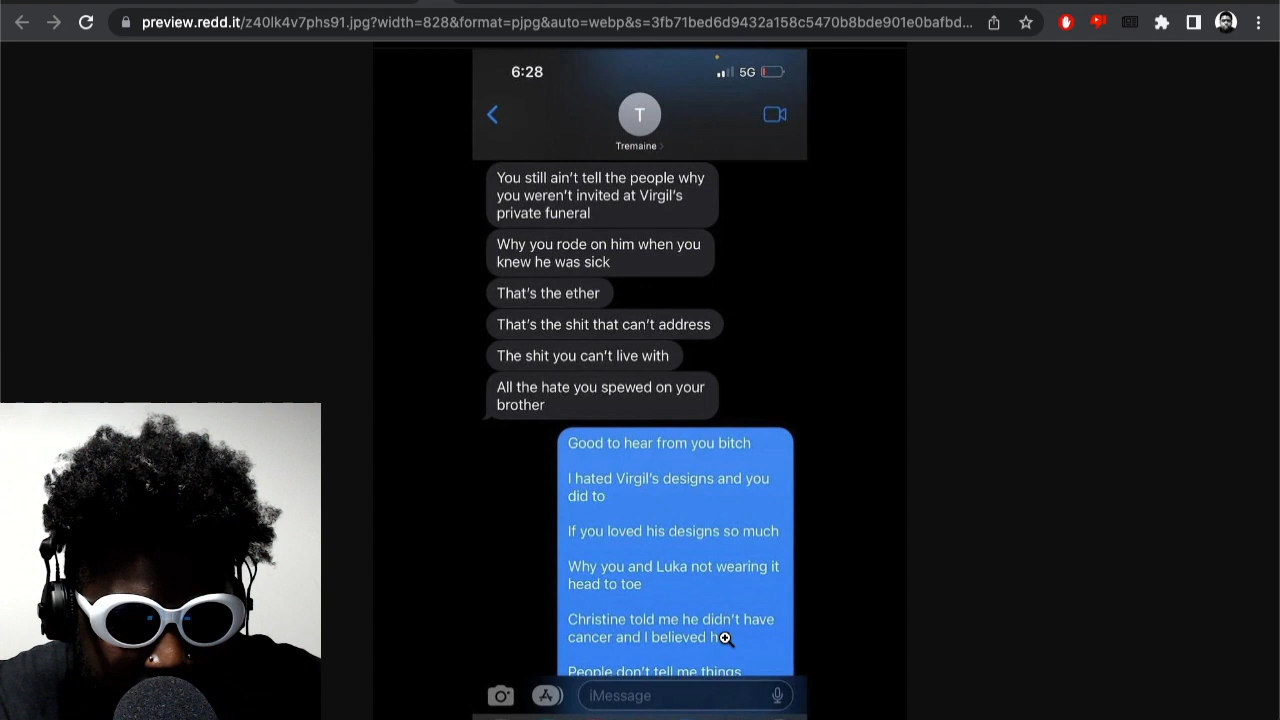 preview.redd.it/z40lk4v7phs91.jpg?width=828&format=pjpg&auto=webp&s=3fb71bed6d9432a158c5470b8bde901e0bafbd...
6:28
5G
T
Tremaine
You still ain't tell the people why
you weren't invited at Virgil's
private funeral
Why you rode on him when you
knew he was sick
That's the ether
That's the shit that can't address
The shit you can't live with
All the hate you spewed on your
brother
Good to hear from you bitch
I hated Virgil's designs and you
did to
If you loved his designs so much
Why you and Luka not wearing it
head to toe
Christine told me he didn't have
cancer and I believed
People don't tell me things
iMessage